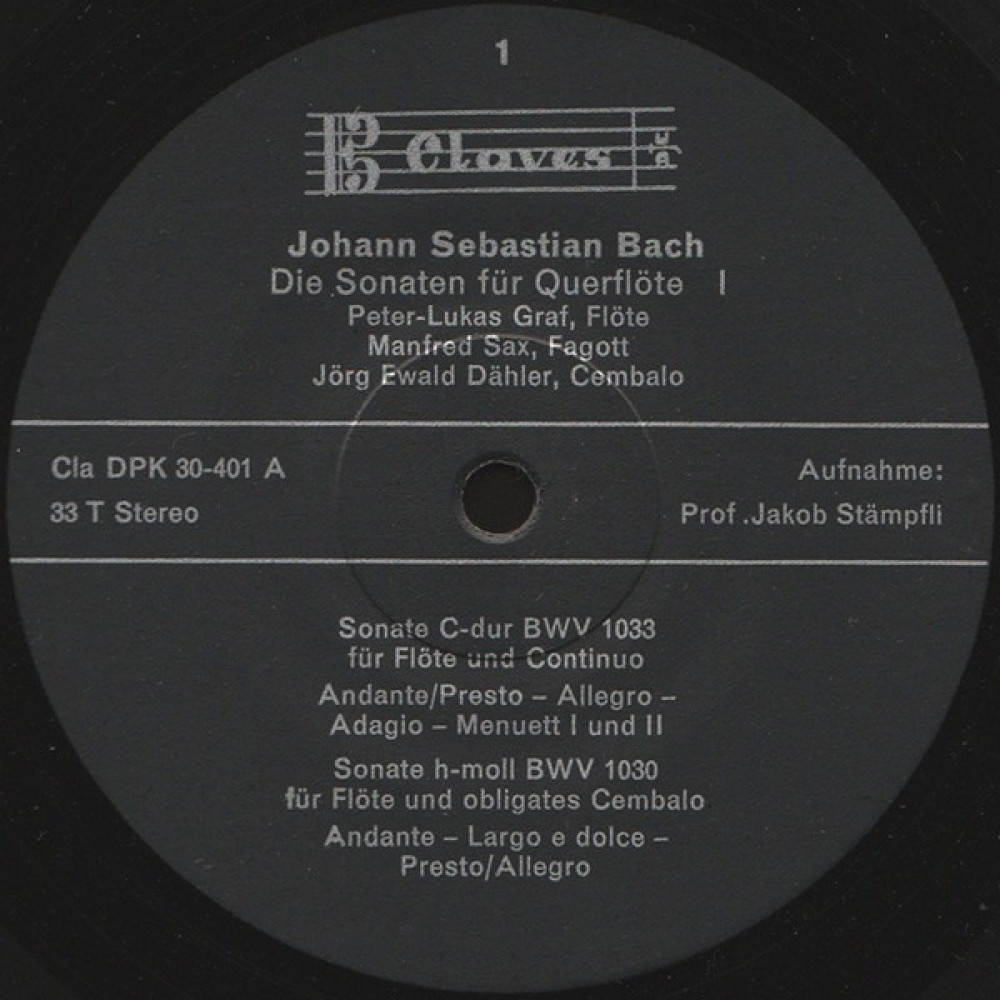 1
Claves
Johann Sebastian Bach
Die Sonaten für Querflöte I
Peter-Lukas Graf, Flöte
Manfred Sax, Fagott
Jörg Ewald Dähler, Cembalo
Cla DPK 30-401 A
33 T Stereo
Aufnahme:
Prof.Jakob Stämpfli
Sonate C-dur BWV 1033
für Flöte und Continuo
Andante/Presto – Allegro –
Adagio – Menuett I und II
Sonate h-moll BWV 1030
für Flöte und obligates Cembalo
Andante – Largo e dolce –
Presto/Allegro